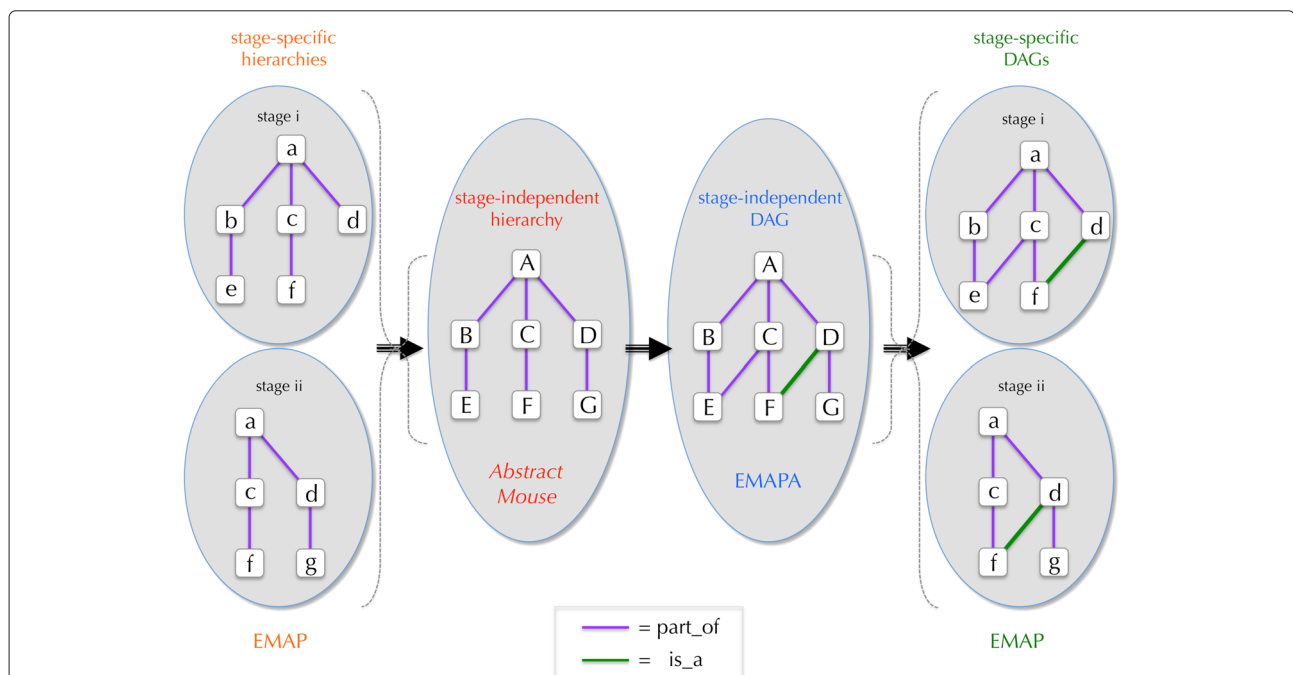 stage-specific
hierarchies
stage i
a
b
c
d
e
f
stage ii
a
c
d
f
g
EMAP
stage-independent
hierarchy
A
B
C
D
E
F
G
Abstract
Mouse
stage-independent
DAG
A
B
C
D
E
F
G
EMAPA
stage-specific
DAGs
stage i
a
b
c
d
e
f
stage ii
a
c
d
f
g
EMAP
= part_of
= is_a